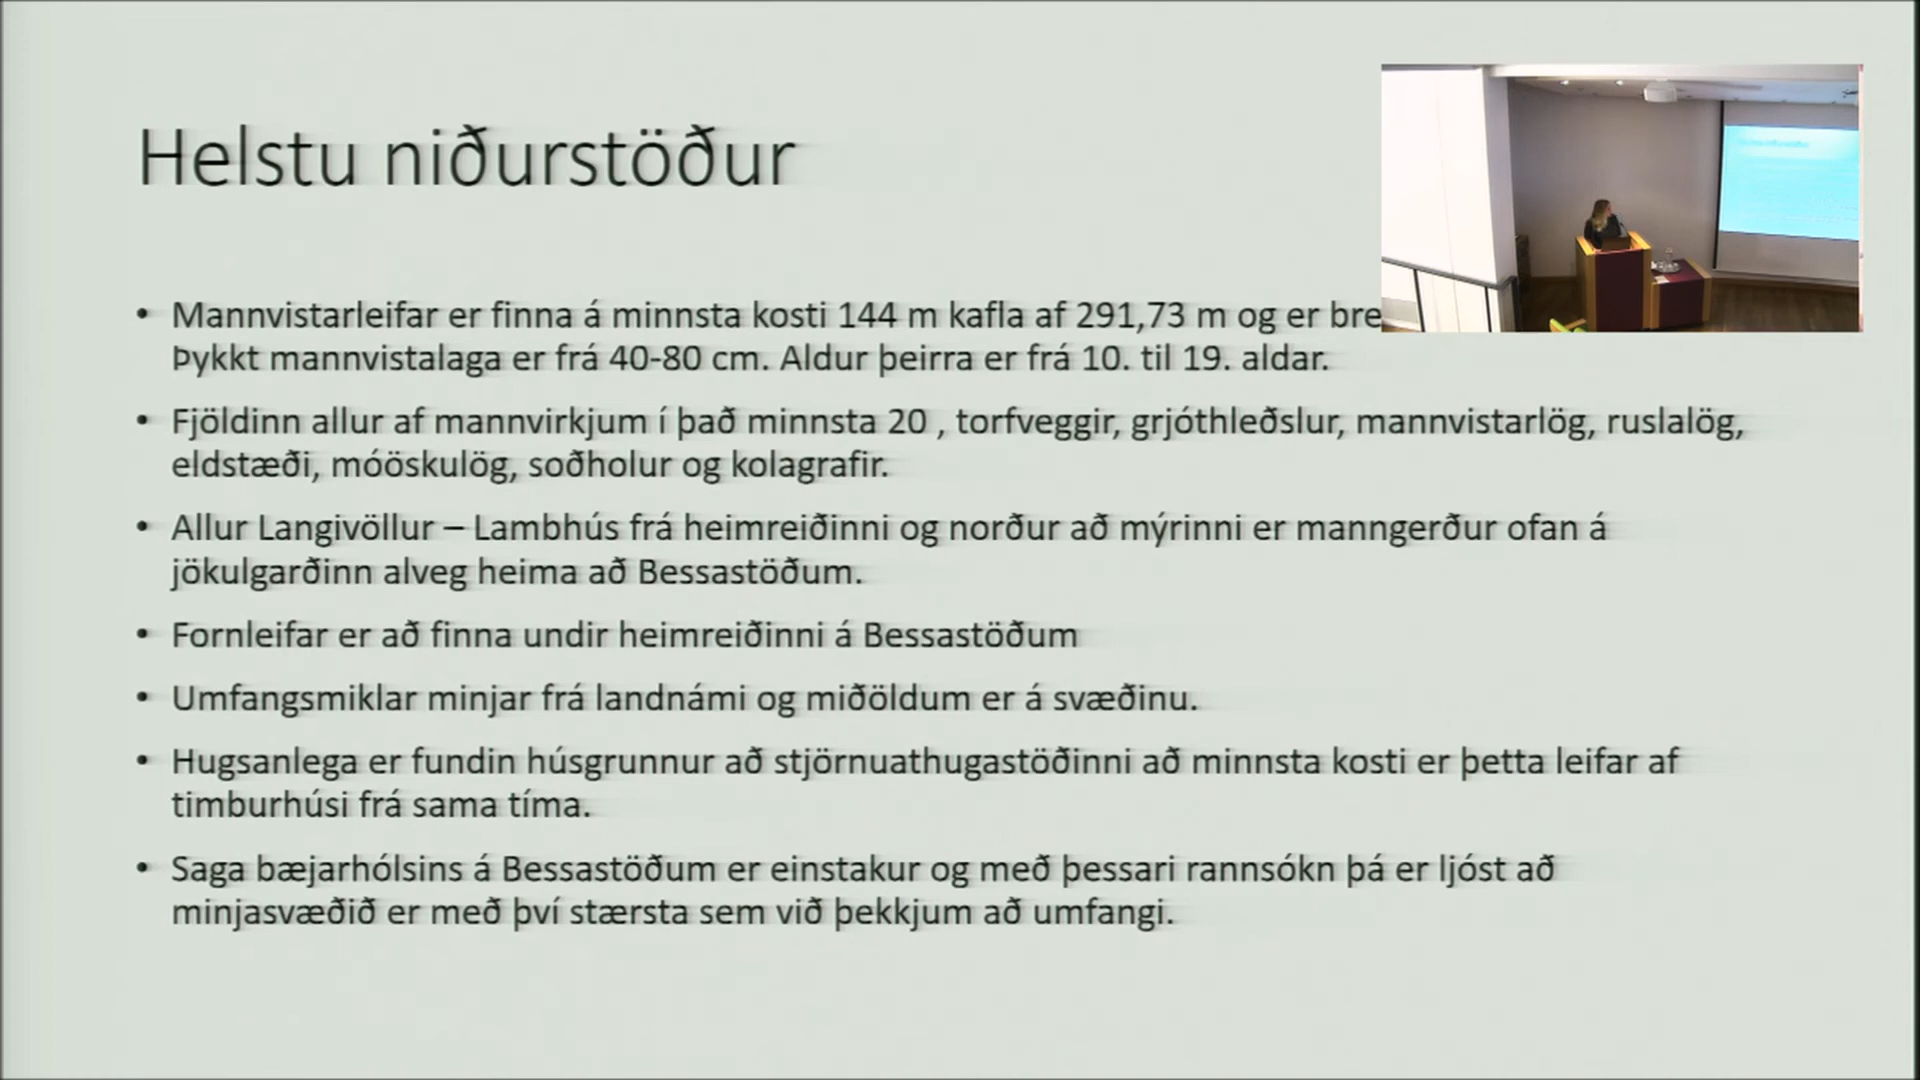 Helstu niðurstöður
• Mannvistarleifar er finna á minnsta kosti 144 m kafla af 291,73 m og er
Þykkt mannvistalaga er frá 40-80 cm. Aldur þeirra er frá 10. til 19. aldar.
• Fjöldinn allur af mannvirkjum í það minnsta 20 , torfveggir, grjóthleðslur, mannvistarlög, ruslalög,
eldstæði, móöskulög, soðholur og kolagrafir.
• Allur Langivöllur – Lambhús frá heimreiðinni og norður að mýrinni er manngerður ofan á
jökulgarðinn alveg heima að Bessastöðum.
• Fornleifar er að finna undir heimreiðinni á Bessastöðum
• Umfangsmiklar minjar frá landnámi og miðöldum er á svæðinu.
• Hugsanlega er fundin húsgrunnur að stjörnuathugastöðinni að minnsta kosti er þetta leifar af
timburhúsi frá sama tíma.
• Saga bæjarhólsins á Bessastöðum er einstakur og með þessari rannsókn þá er ljóst að
minjasvæðið er með því stærsta sem við þekkjum að umfangi.